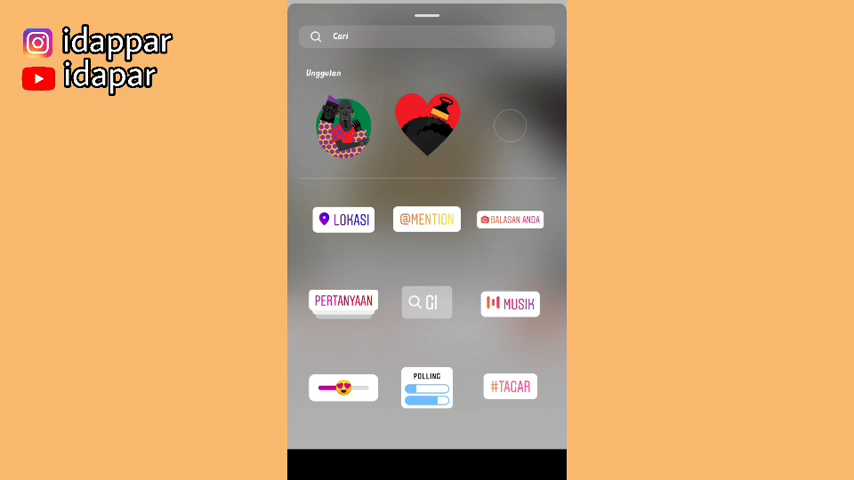 idappar
idapar
Cari
Unggulan
LOKASI
@MENTION
BALASAN ANDA
PERTANYAAN
GI
MUSIK
POLLING
#TAGAR